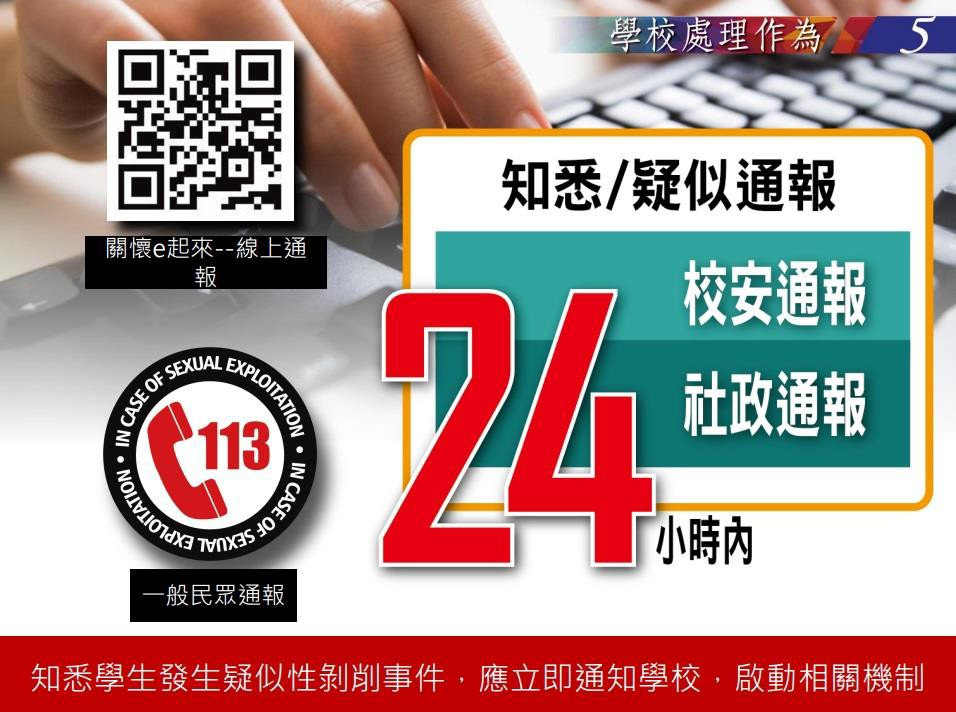 學校處理作為 5
知悉/疑似通報
校安通報
社政通報
24
小時內
關懷e起來--線上通
報
IN CASE OF SEXUAL EXPLOITATION • IN CASE OF SEXUAL EXPLOITATION •
113
一般民眾通報
知悉學生發生疑似性剝削事件，應立即通知學校，啟動相關機制